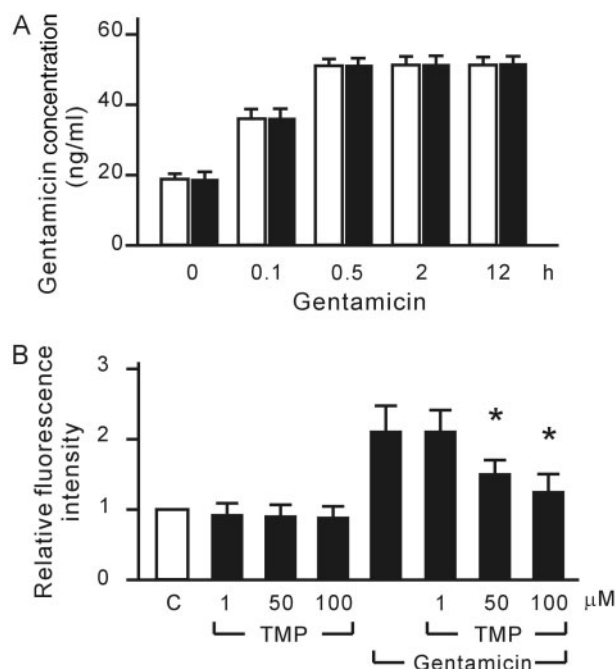 A
Gentamicin concentration
(ng/ml)
60
40
20
0
0 0.1 0.5 2 12 h
Gentamicin
B
Relative fluorescence
intensity
3
2
1
0
* *
C 1 50 100 1 50 100 μM
TMP TMP
Gentamicin